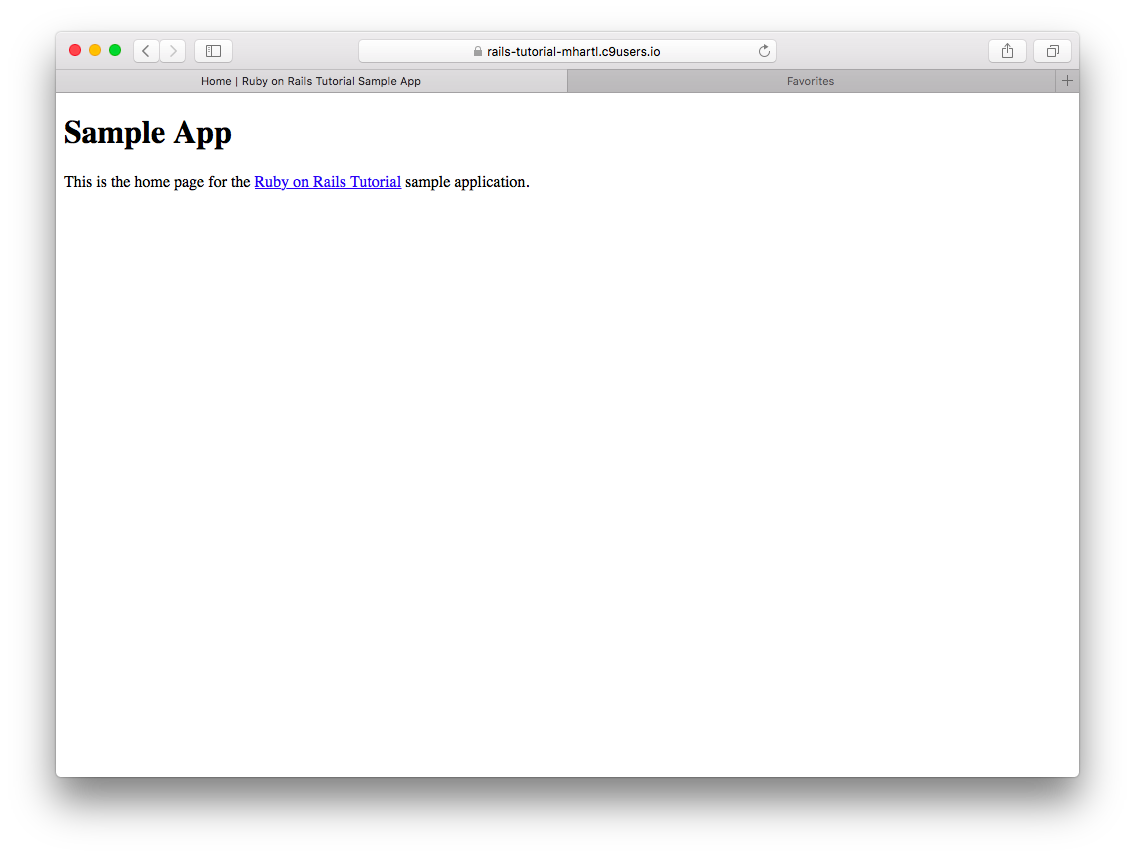 rails-tutorial-mhartl.c9users.io
Home | Ruby on Rails Tutorial Sample App
Favorites
Sample App
This is the home page for the Ruby on Rails Tutorial sample application.